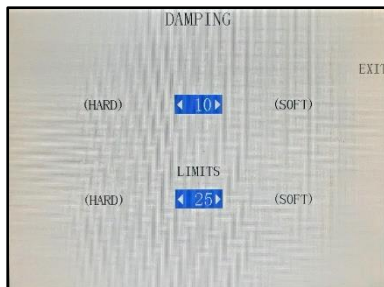 DAMPING
EXIT
(HARD) ◀ 10 ▶ (SOFT)
LIMITS
(HARD) ◀ 25 ▶ (SOFT)